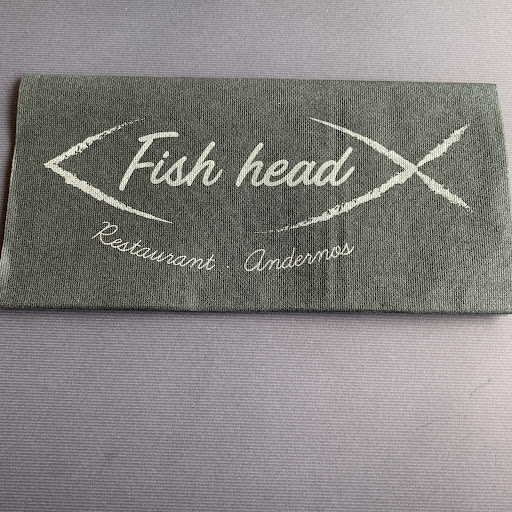 Fish head
Restaurant . Andernos